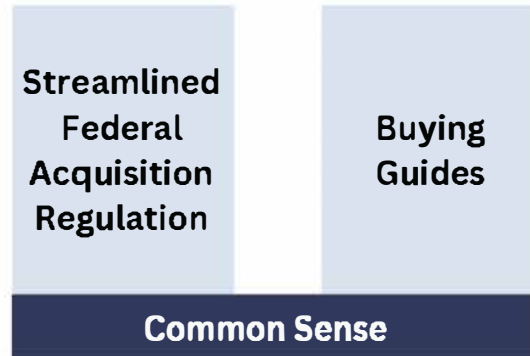 Streamlined
Federal
Acquisition
Regulation
Buying
Guides
Common Sense